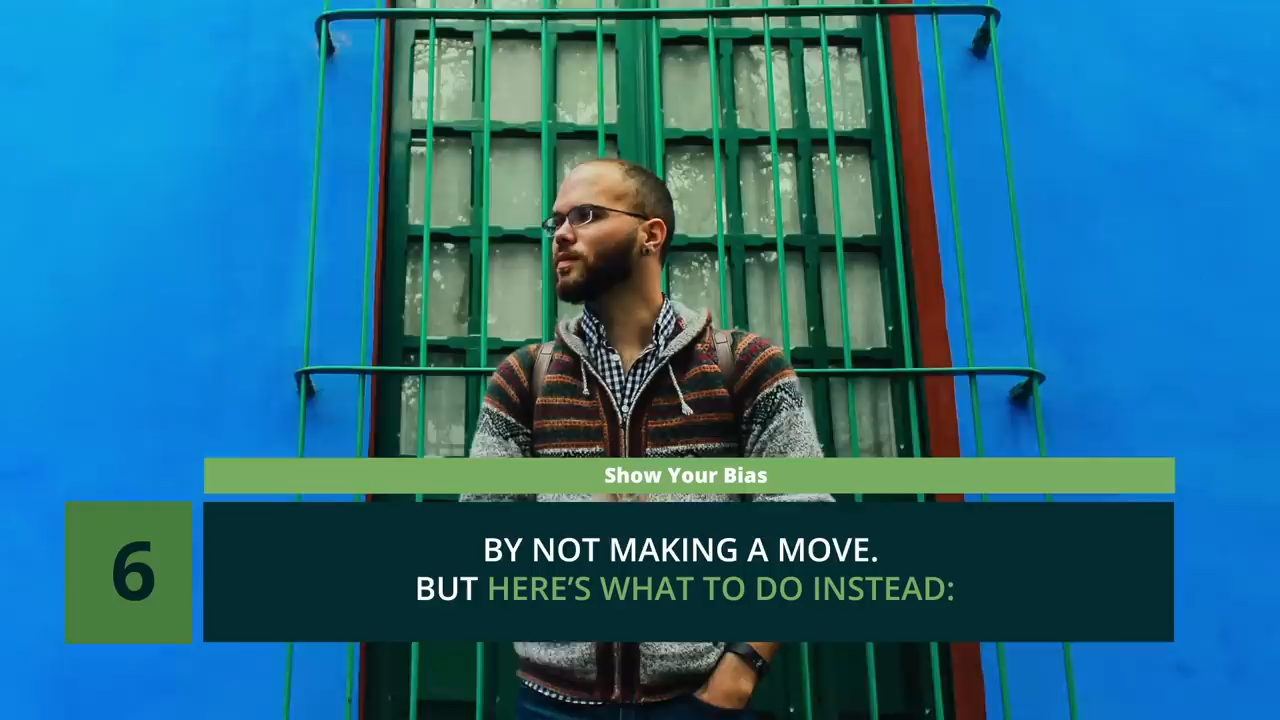 Show Your Bias
6
BY NOT MAKING A MOVE.
BUT HERE’S WHAT TO DO INSTEAD: